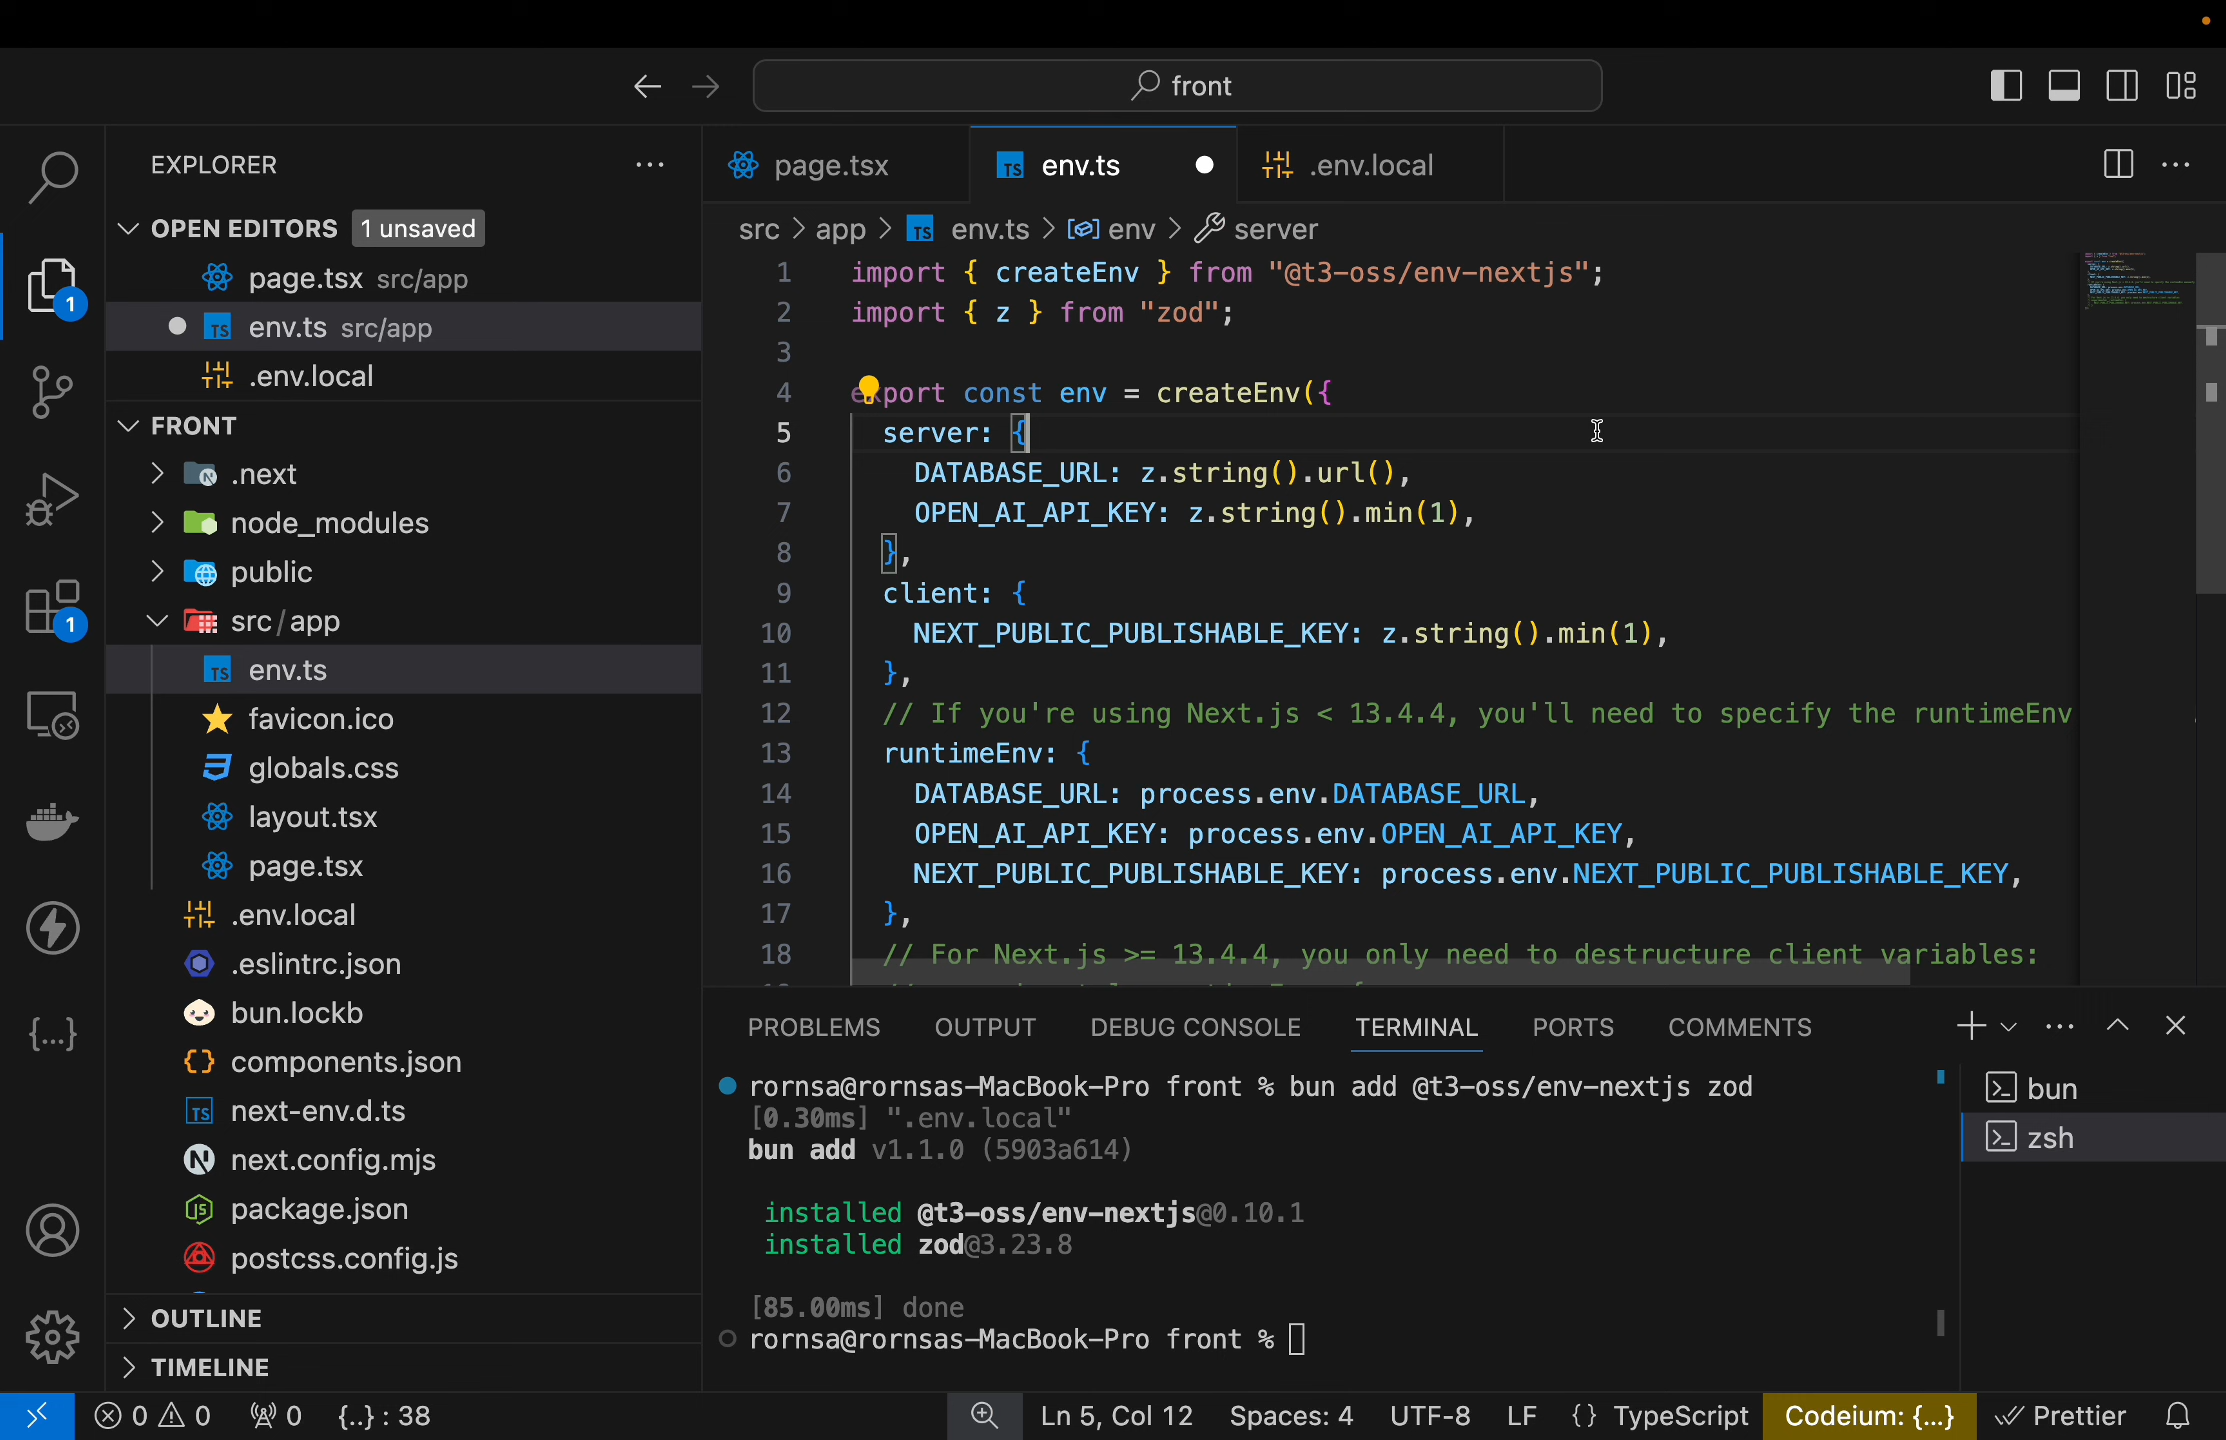 front
EXPLORER
OPEN EDITORS 1 unsaved
page.tsx src/app
env.ts src/app
.env.local
FRONT
.next
node_modules
public
src/app
env.ts
favicon.ico
globals.css
layout.tsx
page.tsx
.env.local
.eslintrc.json
bun.lockb
components.json
next-env.d.ts
next.config.mjs
package.json
postcss.config.js
OUTLINE
TIMELINE
1
1
page.tsx
env.ts
.env.local
src > app > TS env.ts > env > server
1 import { createEnv } from "@t3-oss/env-nextjs";
2 import { z } from "zod";
3
4 export const env = createEnv({
5 server: {
6 DATABASE_URL: z.string().url(),
7 OPEN_AI_API_KEY: z.string().min(1),
8 },
9 client: {
10 NEXT_PUBLIC_PUBLISHABLE_KEY: z.string().min(1),
11 },
12 // If you're using Next.js < 13.4.4, you'll need to specify the runtimeEnv
13 runtimeEnv: {
14 DATABASE_URL: process.env.DATABASE_URL,
15 OPEN_AI_API_KEY: process.env.OPEN_AI_API_KEY,
16 NEXT_PUBLIC_PUBLISHABLE_KEY: process.env.NEXT_PUBLIC_PUBLISHABLE_KEY,
17 },
18 // For Next.js >= 13.4.4, you only need to destructure client variables:
PROBLEMS OUTPUT DEBUG CONSOLE TERMINAL PORTS COMMENTS
rornsa@rornsas-MacBook-Pro front % bun add @t3-oss/env-nextjs zod
[0.30ms] ".env.local"
bun add v1.1.0 (5903a614)
installed @t3-oss/env-nextjs@0.10.1
installed zod@3.23.8
[85.00ms] done
rornsa@rornsas-MacBook-Pro front %
bun
zsh
0 0 0 {..} : 38 Ln 5, Col 12 Spaces: 4 UTF-8 LF {} TypeScript Codeium: {...} Prettier